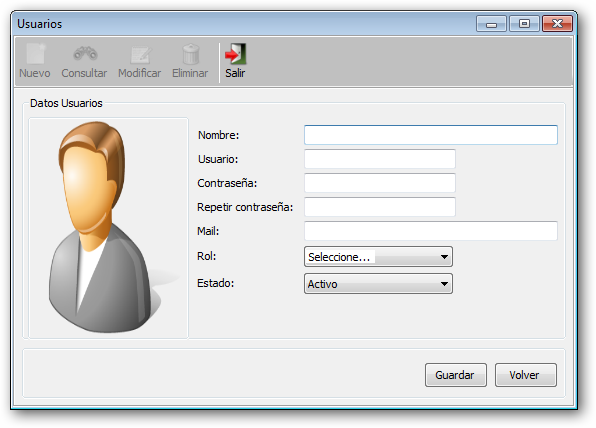 Usuarios
Nuevo Consultar Modificar Eliminar Salir
Datos Usuarios
Nombre:
Usuario:
Contraseña:
Repetir contraseña:
Mail:
Rol: Seleccione...
Estado: Activo
Guardar Volver